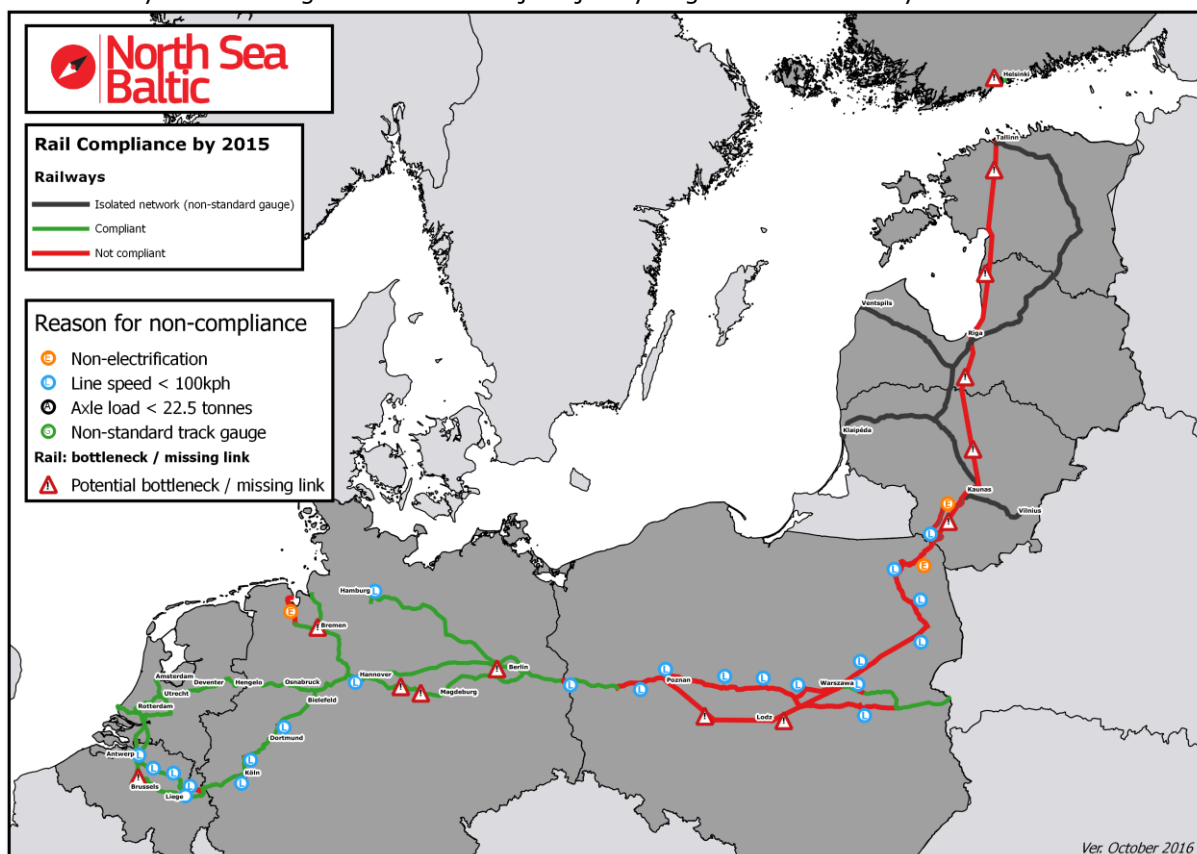 North Sea
Baltic
Rail Compliance by 2015
Railways
Isolated network (non-standard gauge)
Compliant
Not compliant
Reason for non-compliance
E Non-electrification
L Line speed < 100kph
A Axle load < 22.5 tonnes
G Non-standard track gauge
Rail: bottleneck / missing link
! Potential bottleneck / missing link
Helsinki
Tallinn
Ventspils
Riga
Klaipėda
Kaunas
Vilnius
Hamburg
Bremen
Berlin
Hannover
Magdeburg
Amsterdam
Utrecht
Deventer
Hengelo
Osnabruck
Bielefeld
Rotterdam
Dortmund
Antwerp
Köln
Brussels
Liege
Poznan
Warszawa
Lodz
Ver. October 2016